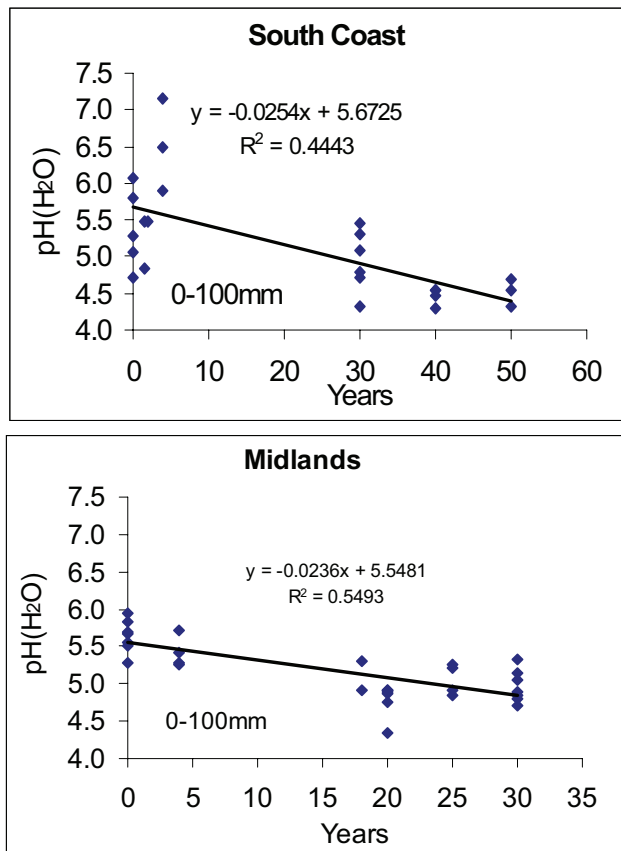 South Coast
7.5
7.0
6.5
6.0
5.5
5.0
4.5
4.0
pH(H2O)
y = -0.0254x + 5.6725
R² = 0.4443
0-100mm
0 10 20 30 40 50 60
Years
Midlands
7.5
7.0
6.5
6.0
5.5
5.0
4.5
4.0
pH(H2O)
y = -0.0236x + 5.5481
R² = 0.5493
0-100mm
0 5 10 15 20 25 30 35
Years